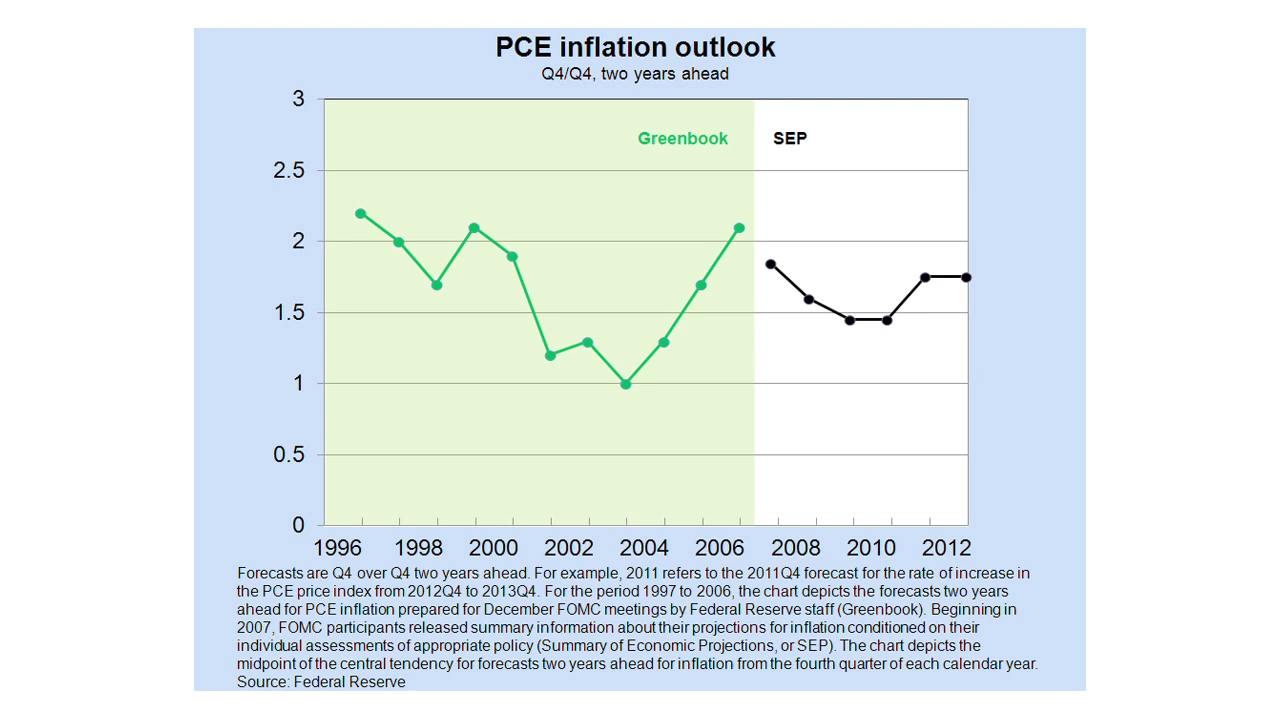 PCE inflation outlook
Q4/Q4, two years ahead
3
Greenbook SEP
2.5
2
1.5
1
0.5
0
1996 1998 2000 2002 2004 2006 2008 2010 2012
Forecasts are Q4 over Q4 two years ahead. For example, 2011 refers to the 2011Q4 forecast for the rate of increase in
the PCE price index from 2012Q4 to 2013Q4. For the period 1997 to 2006, the chart depicts the forecasts two years
ahead for PCE inflation prepared for December FOMC meetings by Federal Reserve staff (Greenbook). Beginning in
2007, FOMC participants released summary information about their projections for inflation conditioned on their
individual assessments of appropriate policy (Summary of Economic Projections, or SEP). The chart depicts the
midpoint of the central tendency for forecasts two years ahead for inflation from the fourth quarter of each calendar year.
Source: Federal Reserve